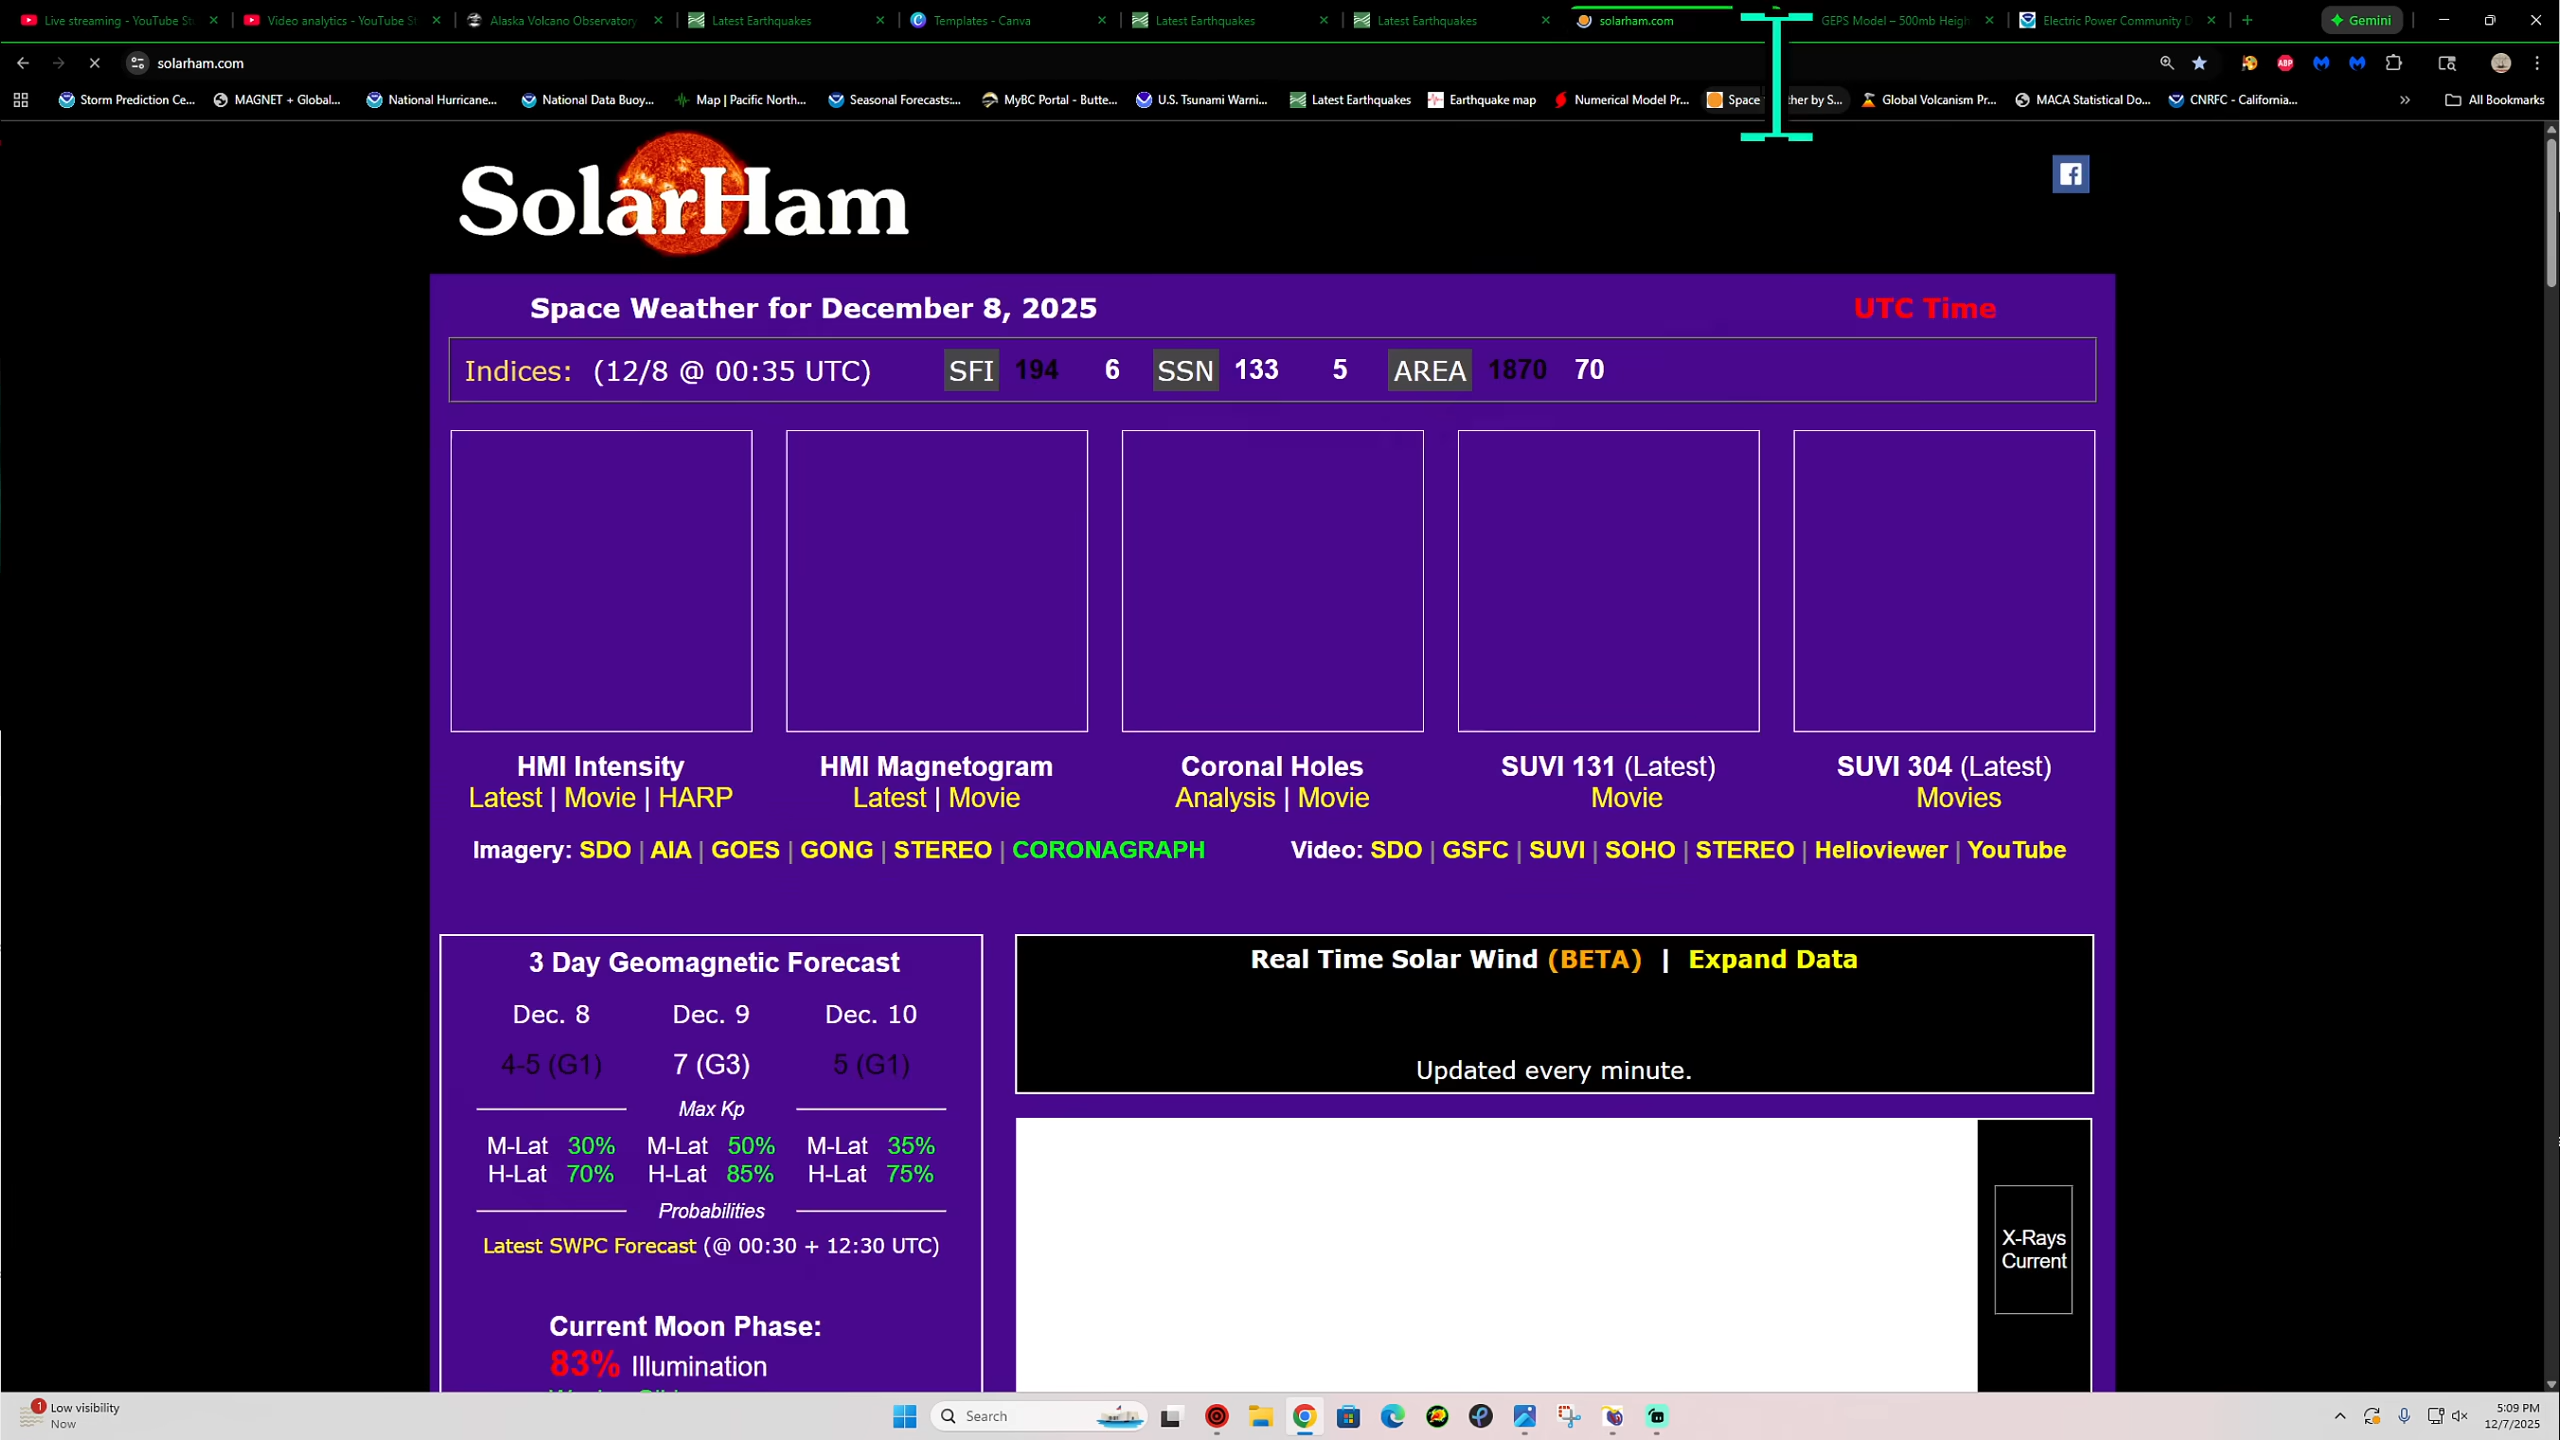 Live streaming - YouTube St
Video analytics - YouTube St
Alaska Volcano Observatory
Latest Earthquakes
Templates - Canva
Latest Earthquakes
Latest Earthquakes
solarham.com
GEPS Model – 500mb Heigh
Electric Power Community D
Gemini
solarham.com
Storm Prediction Ce...
MAGNET + Global...
National Hurricane...
National Data Buoy...
Map | Pacific North...
Seasonal Forecasts:...
MyBC Portal - Butte...
U.S. Tsunami Warni...
Latest Earthquakes
Earthquake map
Numerical Model Pr...
Space ther by S...
Global Volcanism Pr...
MACA Statistical Do...
CNRFC - California...
All Bookmarks
SolarHam
Space Weather for December 8, 2025
UTC Time
Indices: (12/8 @ 00:35 UTC) SFI 194 6 SSN 133 5 AREA 1870 70
HMI Intensity
Latest | Movie | HARP
HMI Magnetogram
Latest | Movie
Coronal Holes
Analysis | Movie
SUVI 131 (Latest)
Movie
SUVI 304 (Latest)
Movies
Imagery: SDO | AIA | GOES | GONG | STEREO | CORONAGRAPH
Video: SDO | GSFC | SUVI | SOHO | STEREO | Helioviewer | YouTube
3 Day Geomagnetic Forecast
Dec. 8 Dec. 9 Dec. 10
4-5 (G1) 7 (G3) 5 (G1)
Max Kp
M-Lat 30% M-Lat 50% M-Lat 35%
H-Lat 70% H-Lat 85% H-Lat 75%
Probabilities
Latest SWPC Forecast (@ 00:30 + 12:30 UTC)
Current Moon Phase:
83% Illumination
Real Time Solar Wind (BETA) | Expand Data
Updated every minute.
X-Rays
Current
1
Low visibility
Now
Search
5:09 PM
12/7/2025